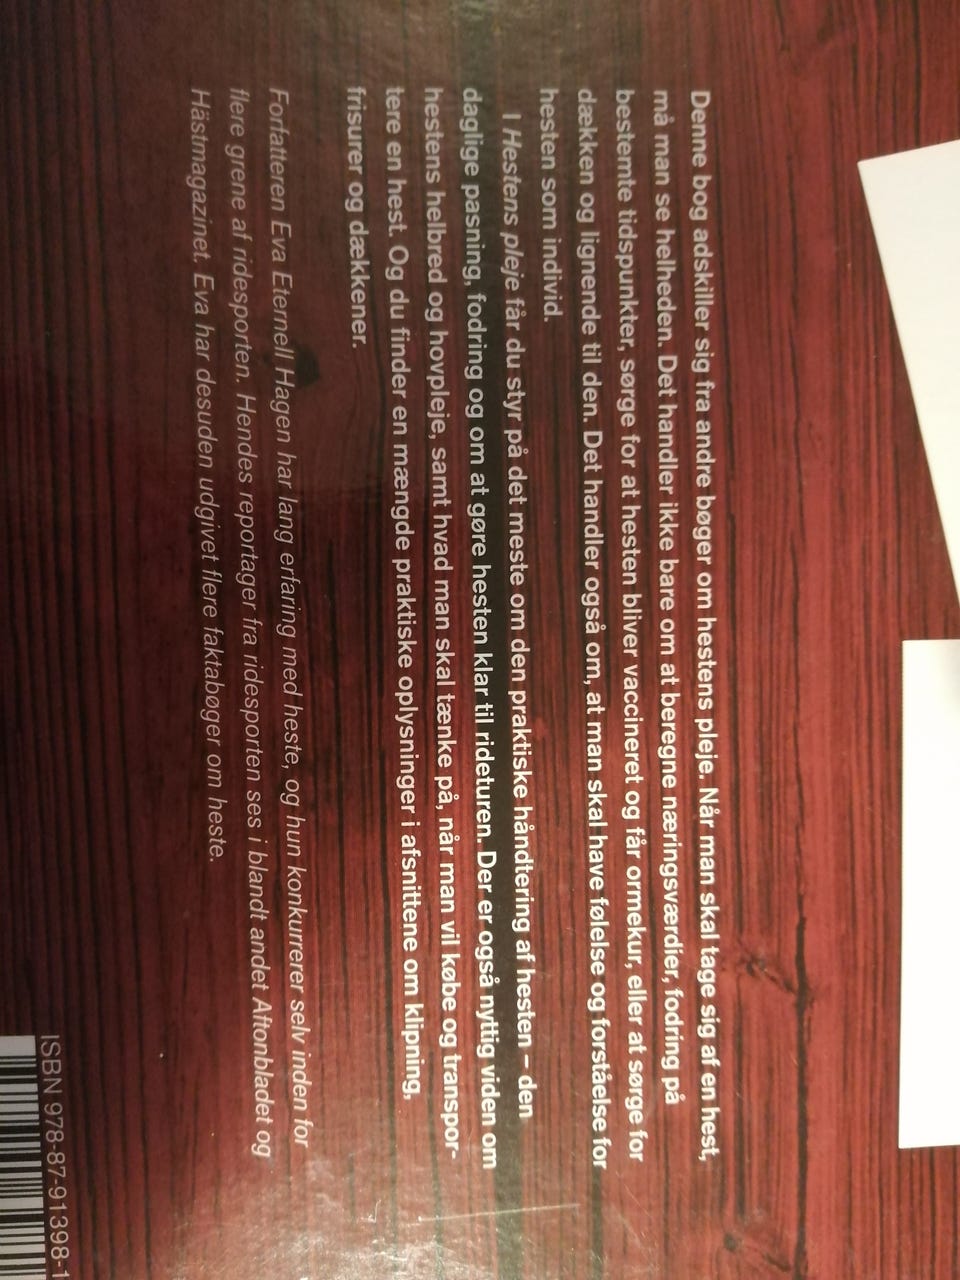 Denne bog adskiller sig fra andre bøger om hestens pleje. Når man skal tage sig af en hest,
må man se helheden. Det handler ikke bare om at beregne næringsværdier, fodring på
bestemte tidspunkter, sørge for at hesten bliver vaccineret og får ormekur, eller at sørge for
dækken og lignende til den. Det handler også om, at man skal have følelse og forståelse for
hesten som individ.
I Hestens pleje får du styr på det meste om den praktiske håndtering af hesten – den
daglige pasning, fodring og om at gøre hesten klar til rideturen. Der er også nyttig viden om
hestens helbred og hovpleje, samt hvad man skal tænke på, når man vil købe og transpor-
tere en hest. Og du finder en mængde praktiske oplysninger i afsnittene om klipning,
frisurer og dækkener.
Forfatteren Eva Eternell Hagen har lang erfaring med heste, og hun konkurrerer selv inden for
flere grene af ridesporten. Hendes reportager fra ridesporten ses i blandt andet Aftonbladet og
Hästmagazinet. Eva har desuden udgivet flere faktabøger om heste.
ISBN 978-87-91398-1